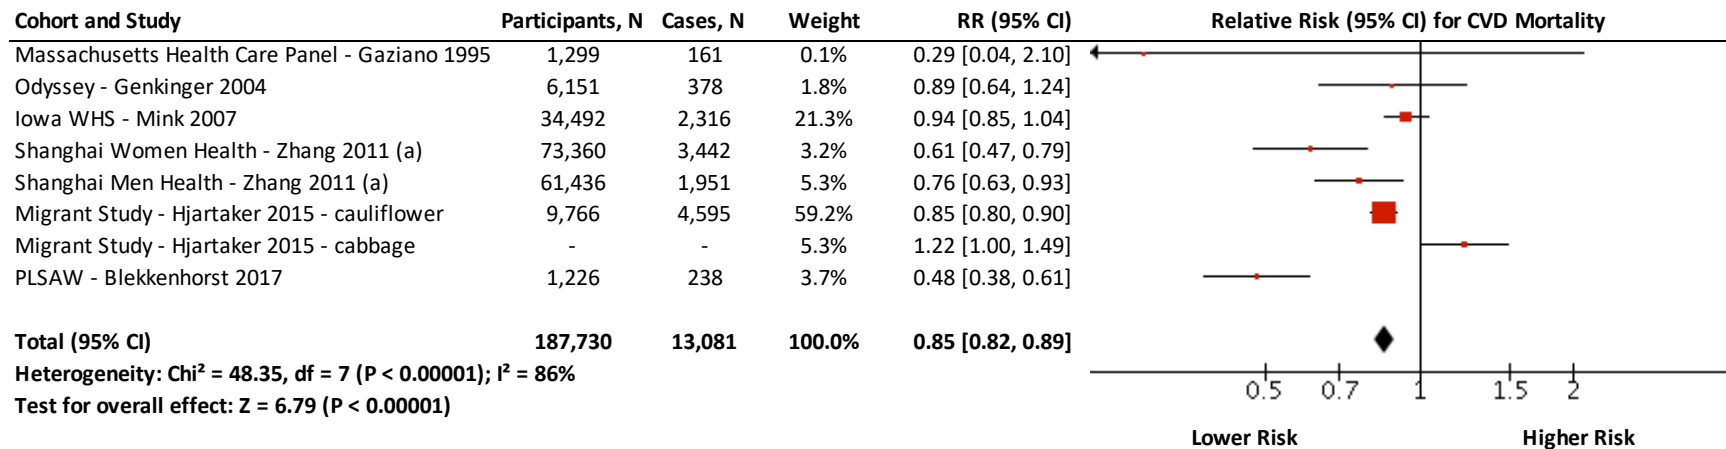 Cohort and Study Participants, N Cases, N Weight RR (95% CI) Relative Risk (95% CI) for CVD Mortality
Massachusetts Health Care Panel - Gaziano 1995 1,299 161 0.1% 0.29 [0.04, 2.10]
Odyssey - Genkinger 2004 6,151 378 1.8% 0.89 [0.64, 1.24]
Iowa WHS - Mink 2007 34,492 2,316 21.3% 0.94 [0.85, 1.04]
Shanghai Women Health - Zhang 2011 (a) 73,360 3,442 3.2% 0.61 [0.47, 0.79]
Shanghai Men Health - Zhang 2011 (a) 61,436 1,951 5.3% 0.76 [0.63, 0.93]
Migrant Study - Hjartaker 2015 - cauliflower 9,766 4,595 59.2% 0.85 [0.80, 0.90]
Migrant Study - Hjartaker 2015 - cabbage - - 5.3% 1.22 [1.00, 1.49]
PLSAW - Blekkenhorst 2017 1,226 238 3.7% 0.48 [0.38, 0.61]
Total (95% CI) 187,730 13,081 100.0% 0.85 [0.82, 0.89]
Heterogeneity: Chi² = 48.35, df = 7 (P < 0.00001); I² = 86%
Test for overall effect: Z = 6.79 (P < 0.00001)
0.5 0.7 1 1.5 2
Lower Risk Higher Risk